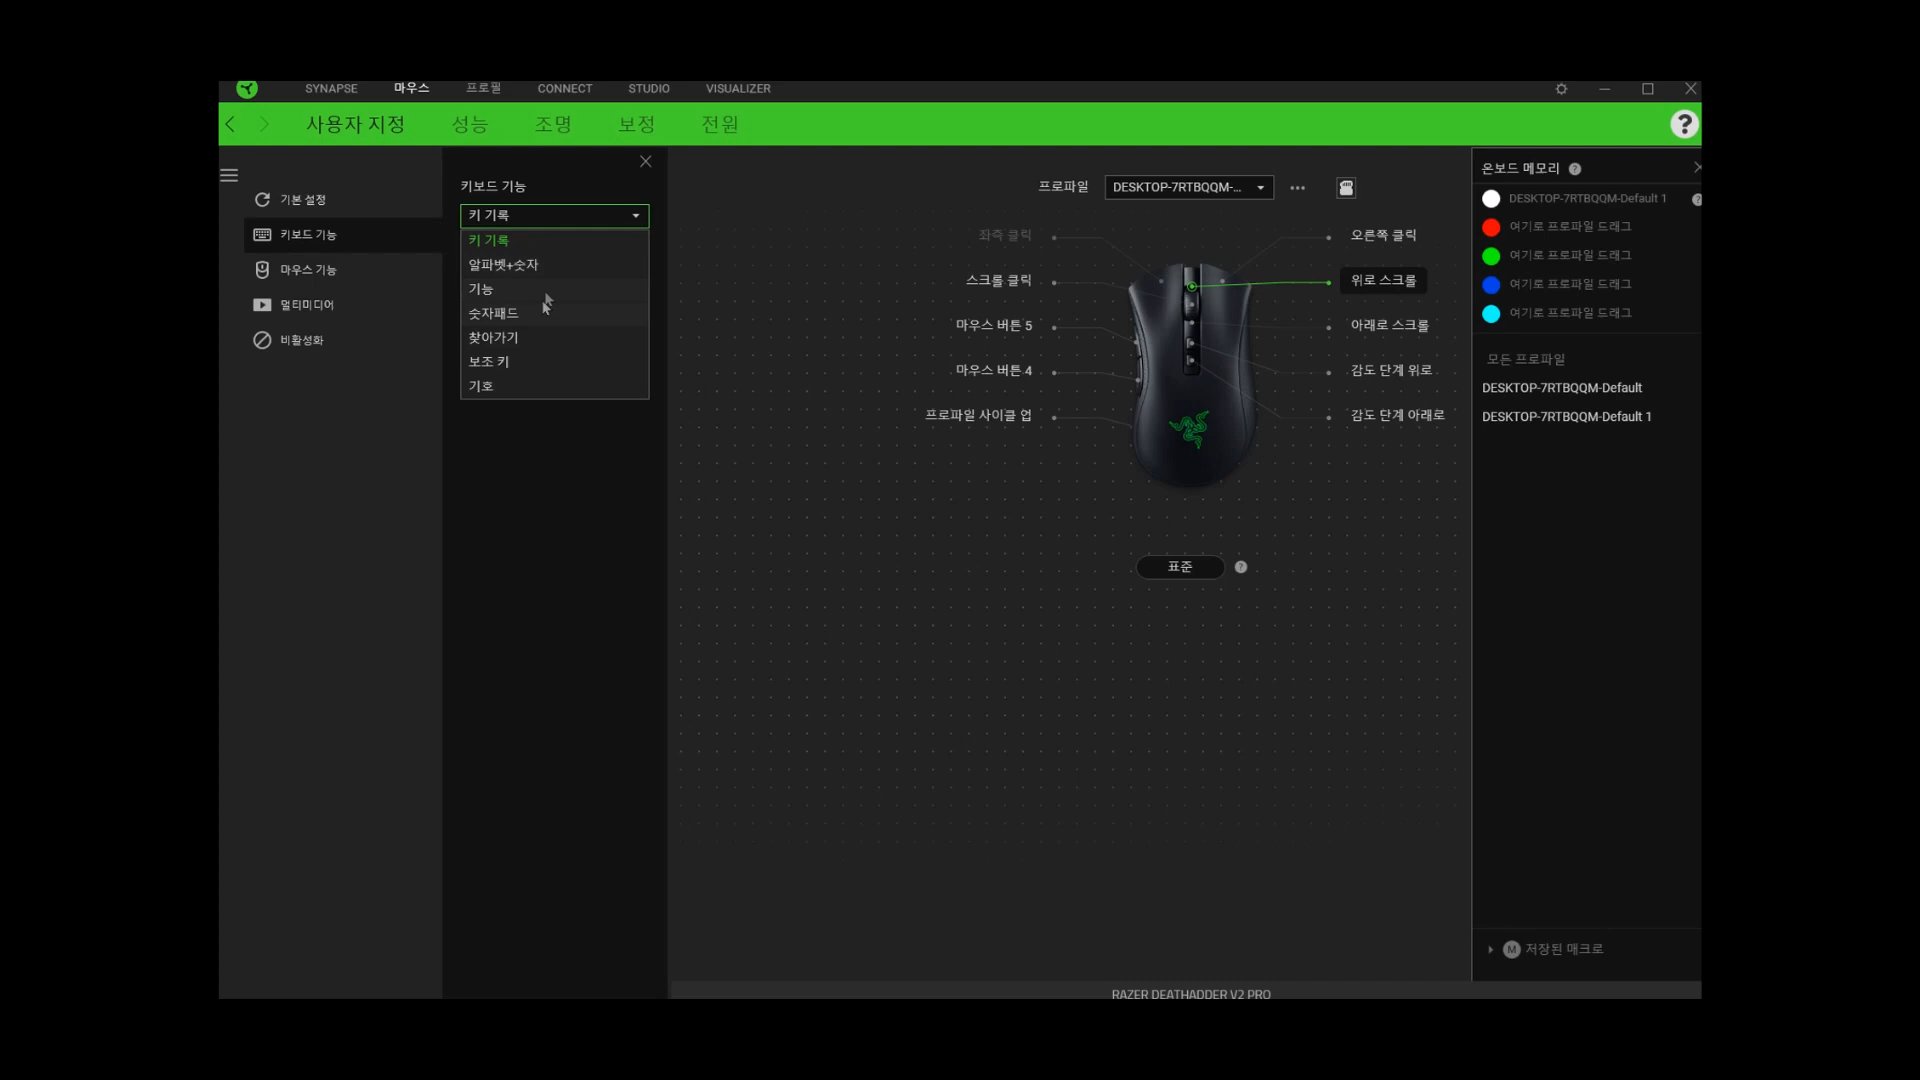 SYNAPSE 마우스 프로필 CONNECT STUDIO VISUALIZER
사용자 지정 성능 조명 보정 전원 ?
기본 설정
키보드 기능
마우스 기능
멀티미디어
비활성화
키보드 기능
키 기록
키 기록
알파벳+숫자
기능
숫자패드
찾아가기
보조 키
기호
프로파일 DESKTOP-7RTBQQM-...
좌측 클릭
스크롤 클릭
마우스 버튼 5
마우스 버튼 4
프로파일 사이클 업
오른쪽 클릭
위로 스크롤
아래로 스크롤
감도 단계 위로
감도 단계 아래로
표준 ?
온보드 메모리 ?
DESKTOP-7RTBQQM-Default 1 ?
여기로 프로파일 드래그
여기로 프로파일 드래그
여기로 프로파일 드래그
여기로 프로파일 드래그
모든 프로파일
DESKTOP-7RTBQQM-Default
DESKTOP-7RTBQQM-Default 1
M 저장된 매크로
RAZER DEATHADDER V2 PRO